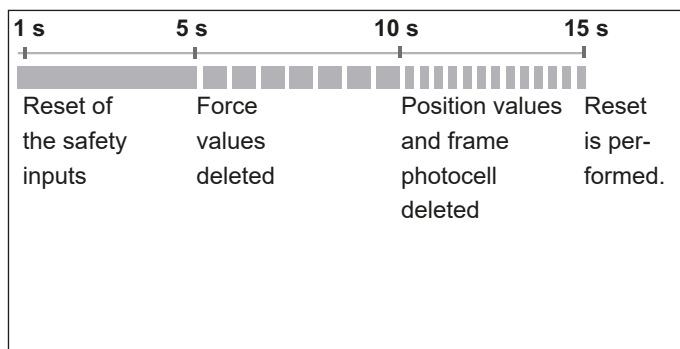 1 s 5 s 10 s 15 s
Reset of
the safety
inputs
Force
values
deleted
Position values
and frame
photocell
deleted
Reset
is per-
formed.